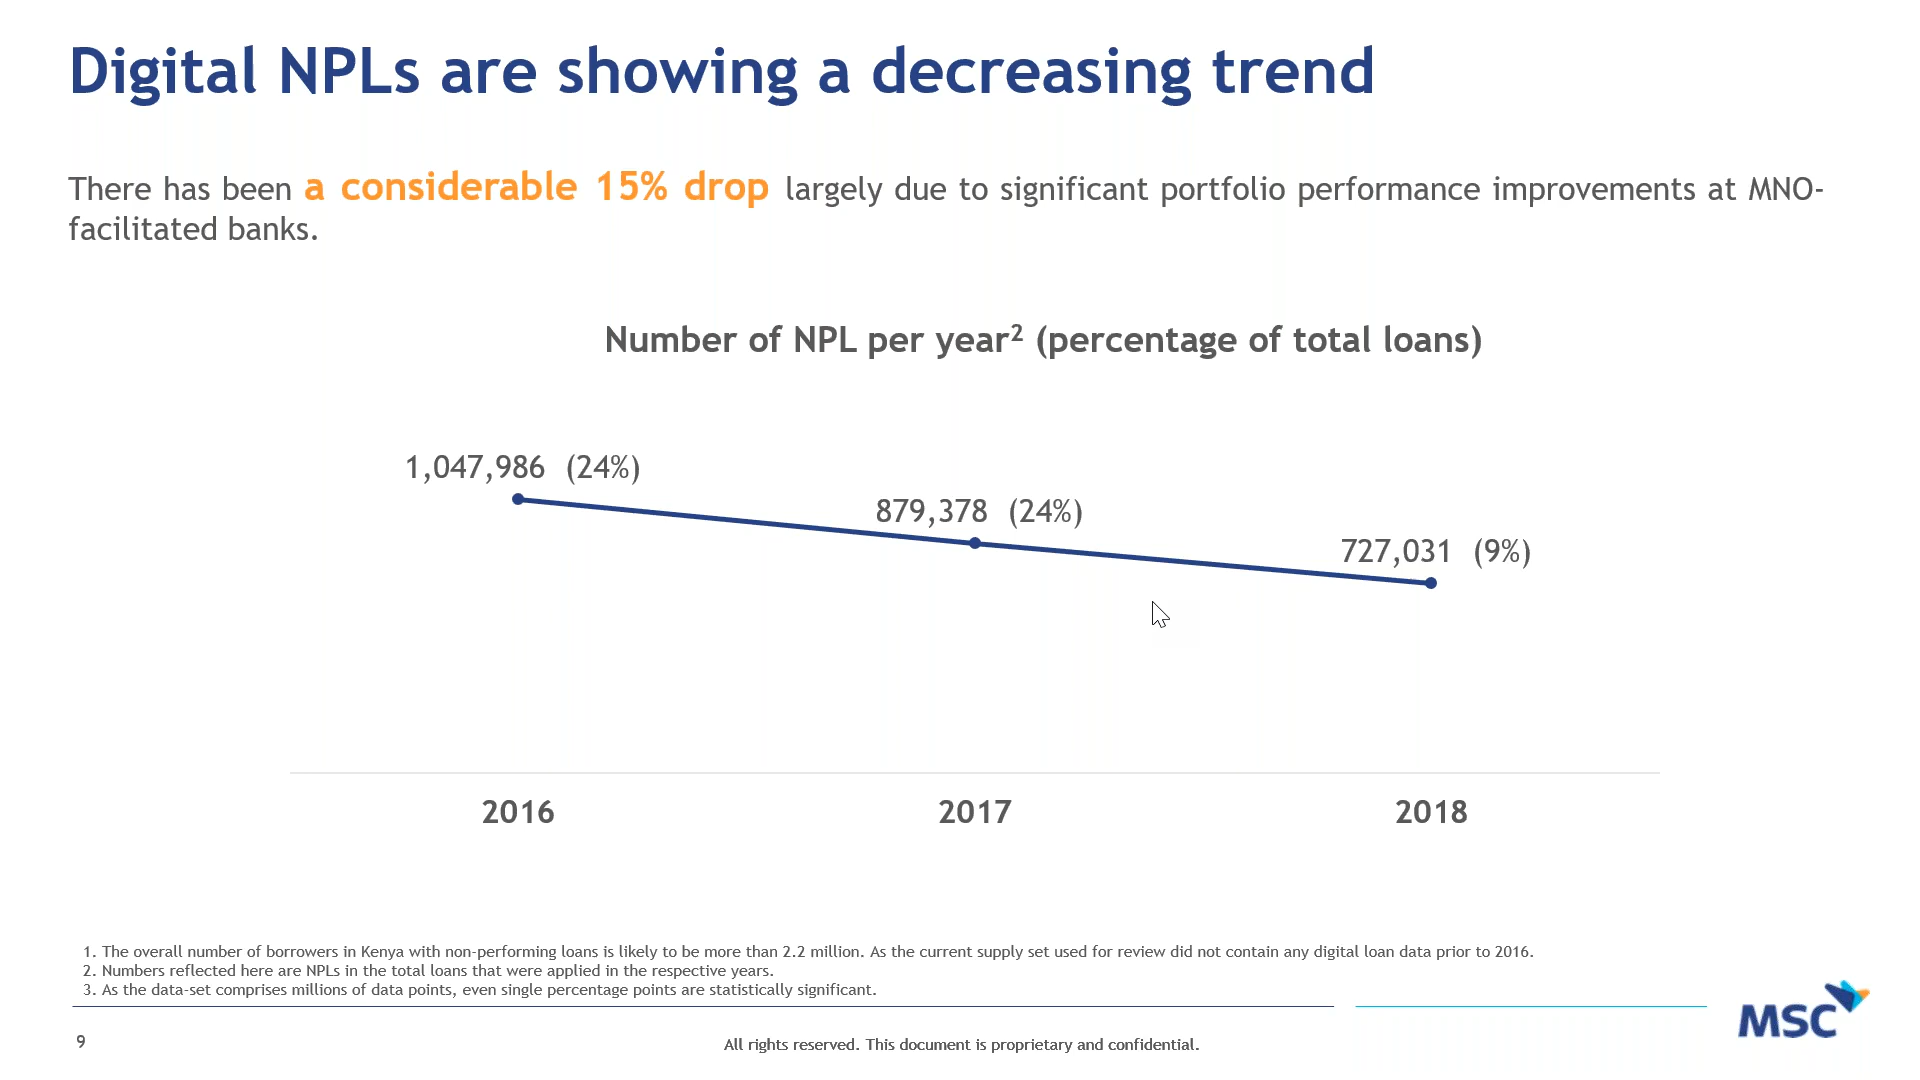 Digital NPLs are showing a decreasing trend
There has been a considerable 15% drop largely due to significant portfolio performance improvements at MNO-
facilitated banks.
Number of NPL per year² (percentage of total loans)
1,047,986 (24%)
879,378 (24%)
727,031 (9%)
2016 2017 2018
1. The overall number of borrowers in Kenya with non-performing loans is likely to be more than 2.2 million. As the current supply set used for review did not contain any digital loan data prior to 2016.
2. Numbers reflected here are NPLs in the total loans that were applied in the respective years.
3. As the data-set comprises millions of data points, even single percentage points are statistically significant.
MSC
9
All rights reserved. This document is proprietary and confidential.